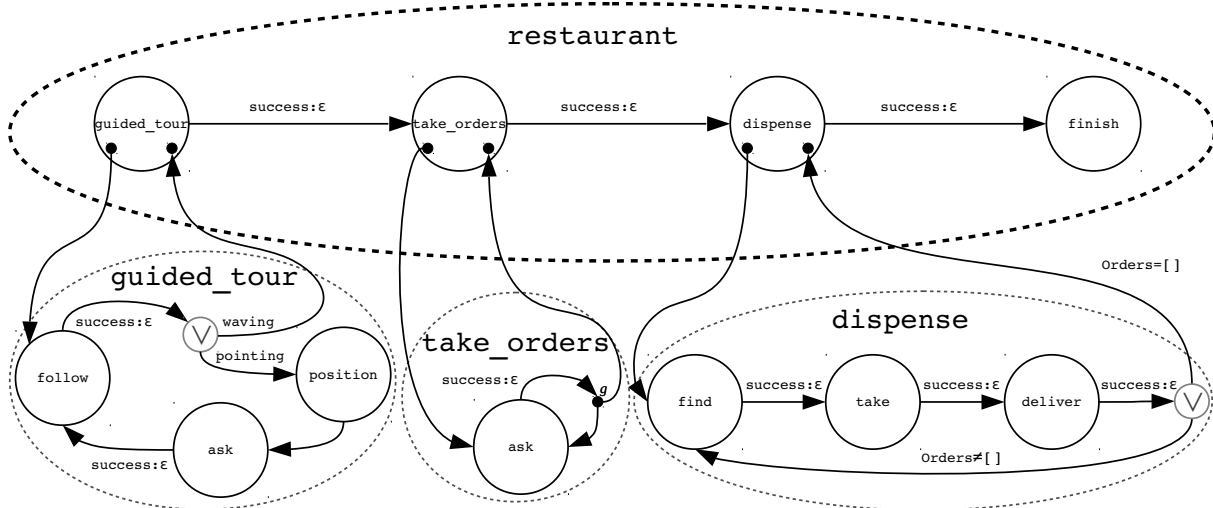 restaurant
success:ε
success:ε
success:ε
guided_tour
take_orders
dispense
finish
Orders=[]
guided_tour
success:ε
waving
pointing
follow
position
ask
success:ε
take_orders
success:ε
g
ask
dispense
success:ε
success:ε
success:ε
find
take
deliver
Orders≠[]